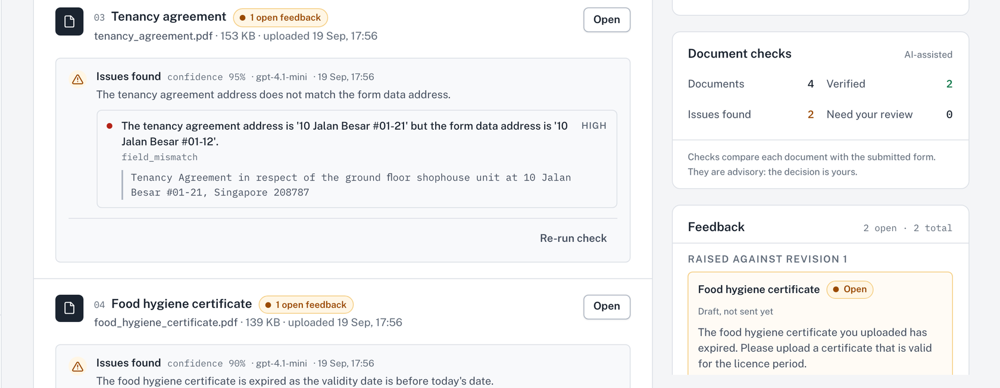 03 Tenancy agreement 1 open feedback Open
tenancy_agreement.pdf · 153 KB · uploaded 19 Sep, 17:56
Issues found confidence 95% · gpt-4.1-mini · 19 Sep, 17:56
The tenancy agreement address does not match the form data address.
The tenancy agreement address is '10 Jalan Besar #01-21' but the form data address is '10 HIGH
Jalan Besar #01-12'.
field_mismatch
Tenancy Agreement in respect of the ground floor shophouse unit at 10 Jalan
Besar #01-21, Singapore 208787
Re-run check
04 Food hygiene certificate 1 open feedback Open
food_hygiene_certificate.pdf · 139 KB · uploaded 19 Sep, 17:56
Issues found confidence 90% · gpt-4.1-mini · 19 Sep, 17:56
The food hygiene certificate is expired as the validity date is before today's date.
Document checks AI-assisted
Documents 4 Verified 2
Issues found 2 Need your review 0
Checks compare each document with the submitted form.
They are advisory: the decision is yours.
Feedback 2 open · 2 total
RAISED AGAINST REVISION 1
Food hygiene certificate Open
Draft, not sent yet
The food hygiene certificate you uploaded has
expired. Please upload a certificate that is valid
for the licence period.